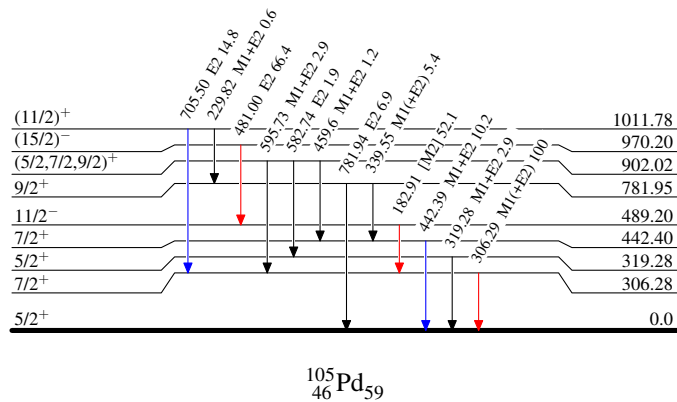 705.50 E2 14.8
229.82 M1+E2 0.6
481.00 E2 66.4
595.73 M1+E2 2.9
582.74 E2 1.9
459.6 M1+E2 1.2
781.94 E2 6.9
339.55 M1(+E2) 5.4
182.91 [M2] 52.1
442.39 M1+E2 10.2
319.28 M1+E2 2.9
306.29 M1(+E2) 100
(11/2)⁺ 1011.78
(15/2)⁻ 970.20
(5/2,7/2,9/2)⁺ 902.02
9/2⁺ 781.95
11/2⁻ 489.20
7/2⁺ 442.40
5/2⁺ 319.28
7/2⁺ 306.28
5/2⁺ 0.0
¹⁰⁵₄₆Pd₅₉